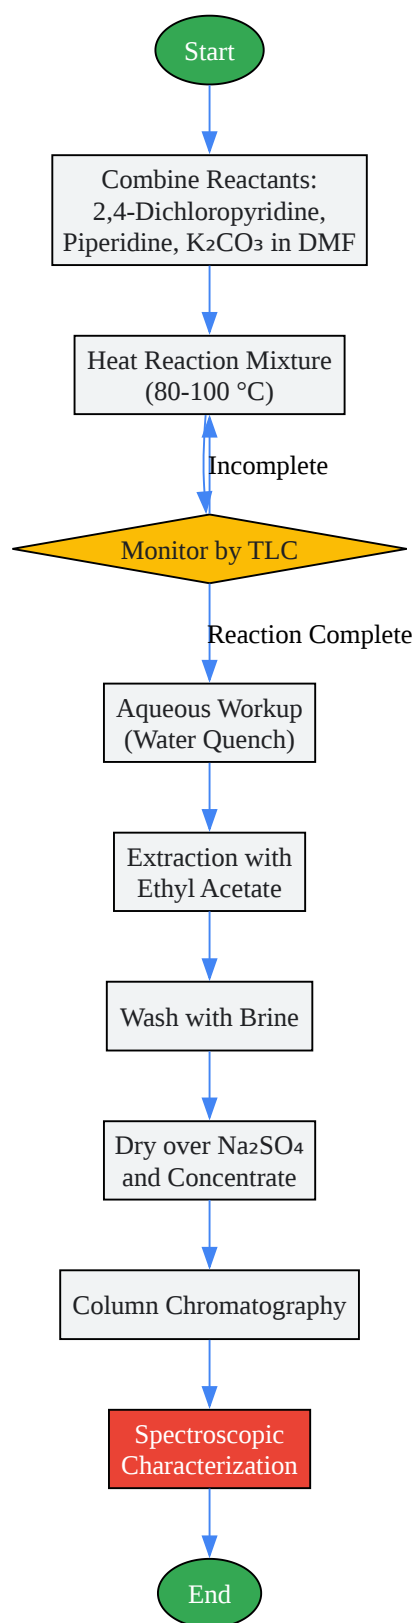 Start
Combine Reactants:
2,4-Dichloropyridine,
Piperidine, K₂CO₃ in DMF
Heat Reaction Mixture
(80-100 °C)
Incomplete
Monitor by TLC
Reaction Complete
Aqueous Workup
(Water Quench)
Extraction with
Ethyl Acetate
Wash with Brine
Dry over Na₂SO₄
and Concentrate
Column Chromatography
Spectroscopic
Characterization
End